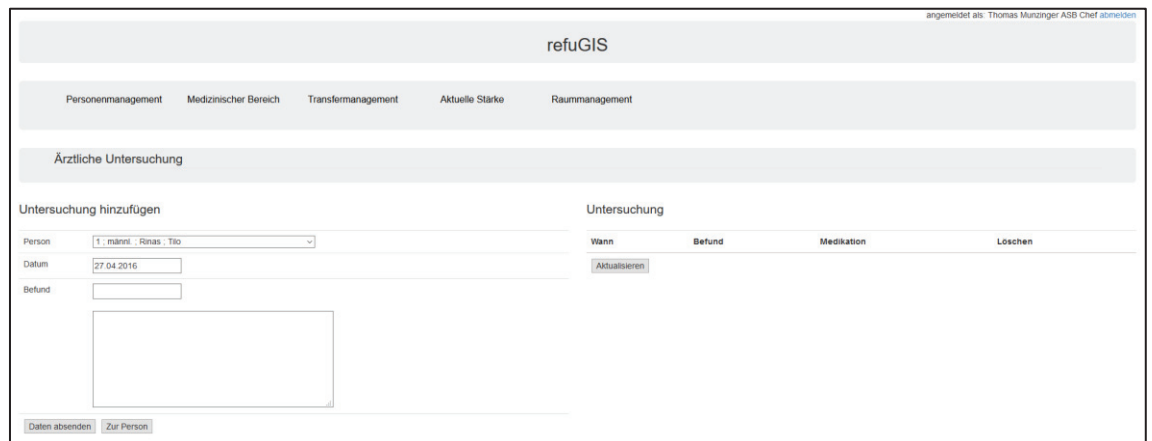 angemeldet als: Thomas Munzinger ASB Chef abmelden
refuGIS
Personenmanagement Medizinischer Bereich Transfermanagement Aktuelle Stärke Raummanagement
Ärztliche Untersuchung
Untersuchung hinzufügen
Person 1 ; männl. ; Rinas ; Tilo
Datum 27.04.2016
Befund
Daten absenden Zur Person
Untersuchung
Wann Befund Medikation Löschen
Aktualisieren